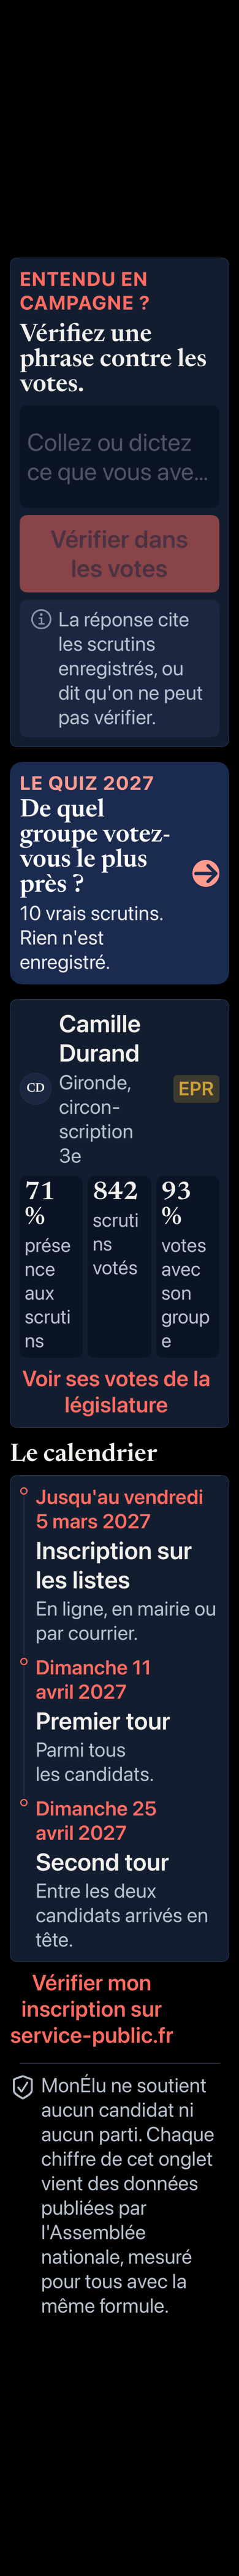 ENTENDU EN
CAMPAGNE ?
Vérifiez une
phrase contre les
votes.
Collez ou dictez
ce que vous ave...
Vérifier dans
les votes
La réponse cite
les scrutins
enregistrés, ou
dit qu'on ne peut
pas vérifier.
LE QUIZ 2027
De quel
groupe votez-
vous le plus
près ?
10 vrais scrutins.
Rien n'est
enregistré.
Camille
Durand
CD
Gironde,
circon-
scription
3e
EPR
71
%
prése
nce
aux
scruti
ns
842
scruti
ns
votés
93
%
votes
avec
son
group
e
Voir ses votes de la
législature
Le calendrier
Jusqu'au vendredi
5 mars 2027
Inscription sur
les listes
En ligne, en mairie ou
par courrier.
Dimanche 11
avril 2027
Premier tour
Parmi tous
les candidats.
Dimanche 25
avril 2027
Second tour
Entre les deux
candidats arrivés en
tête.
Vérifier mon
inscription sur
service-public.fr
MonÉlu ne soutient
aucun candidat ni
aucun parti. Chaque
chiffre de cet onglet
vient des données
publiées par
l'Assemblée
nationale, mesuré
pour tous avec la
même formule.